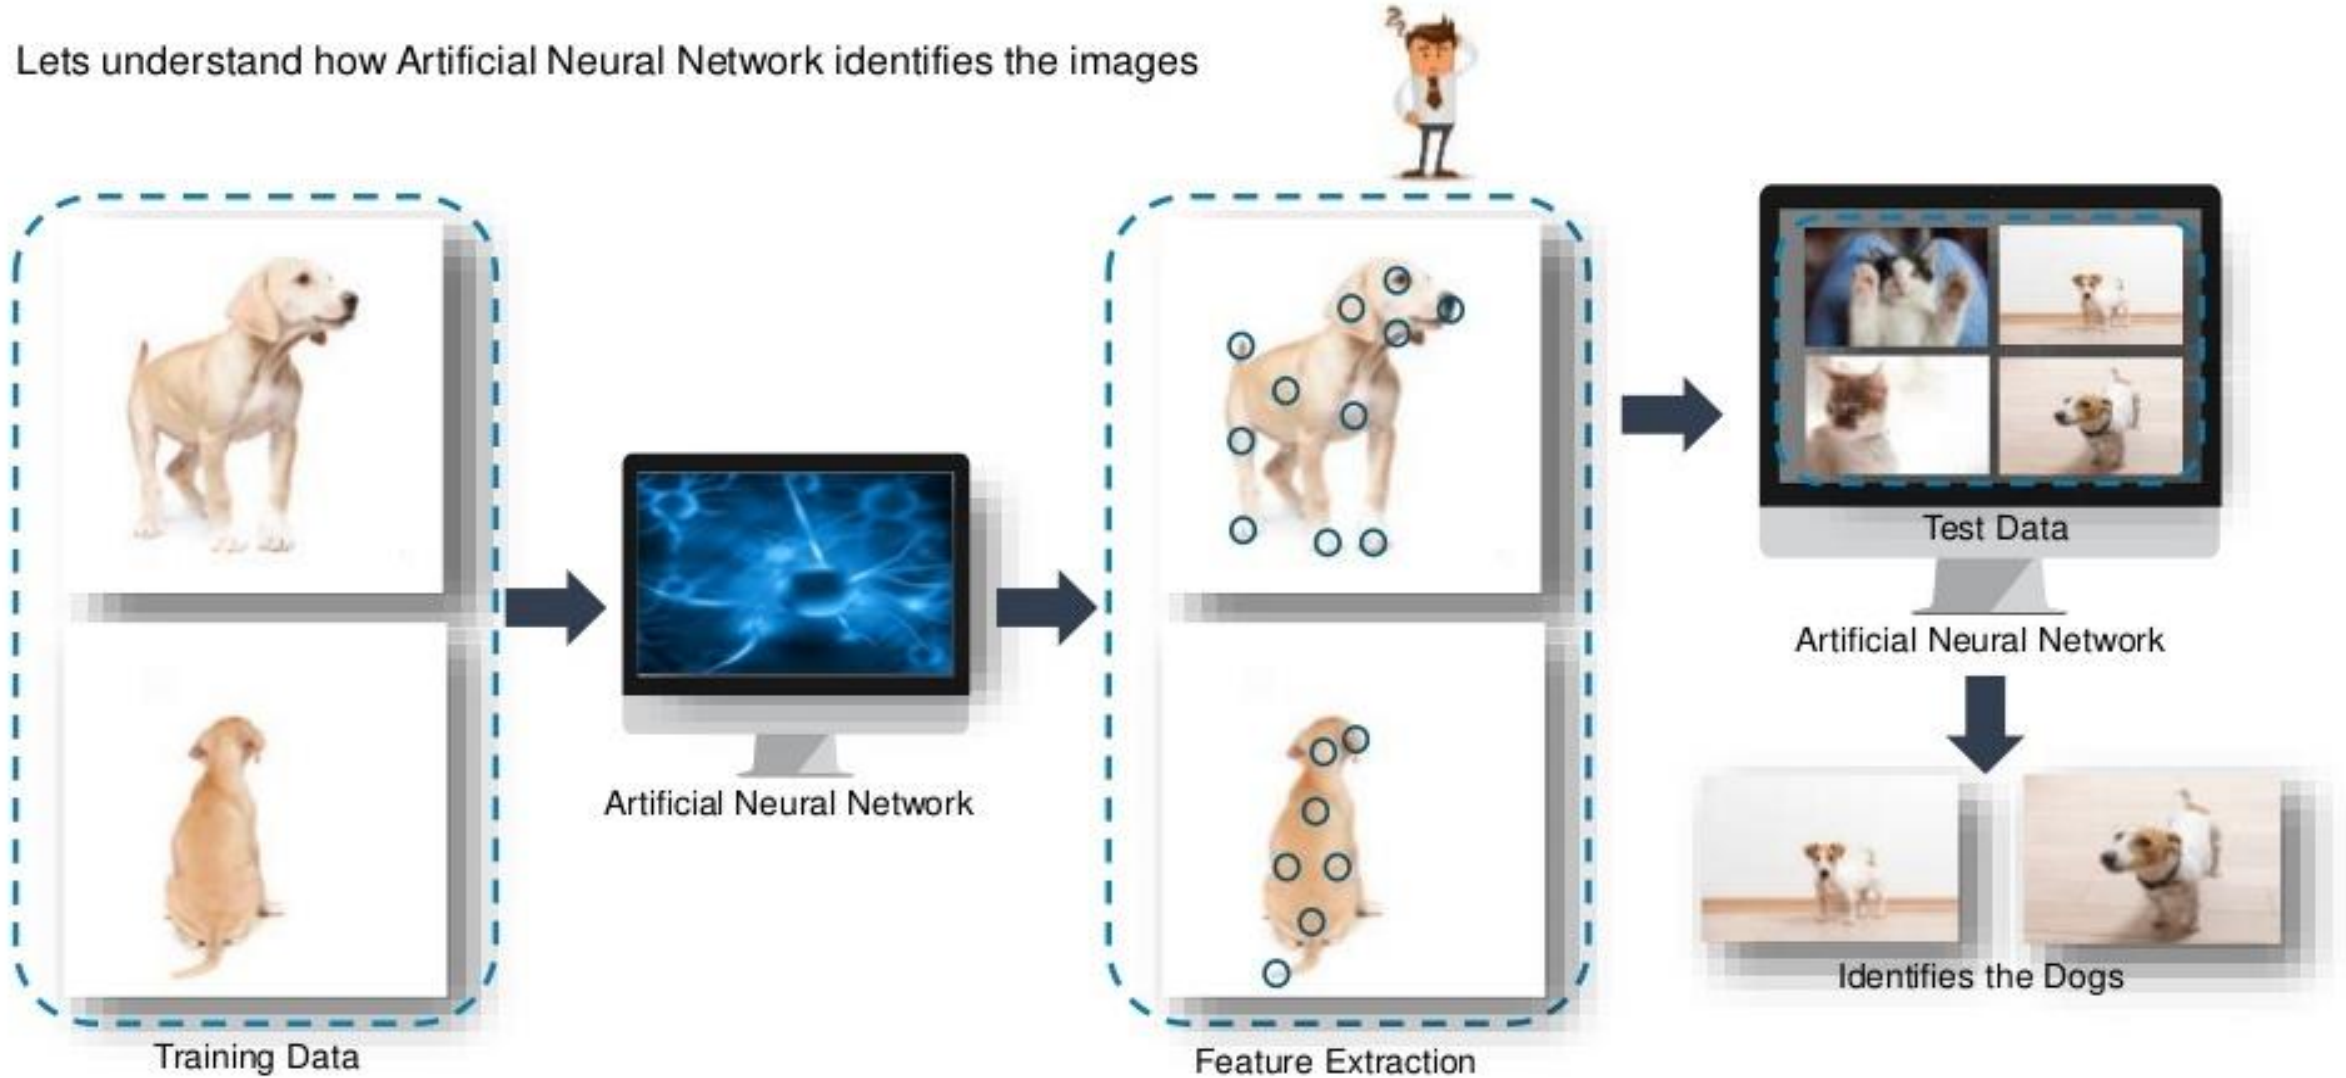 Lets understand how Artificial Neural Network identifies the images
??
Training Data
Artificial Neural Network
Feature Extraction
Test Data
Artificial Neural Network
Identifies the Dogs